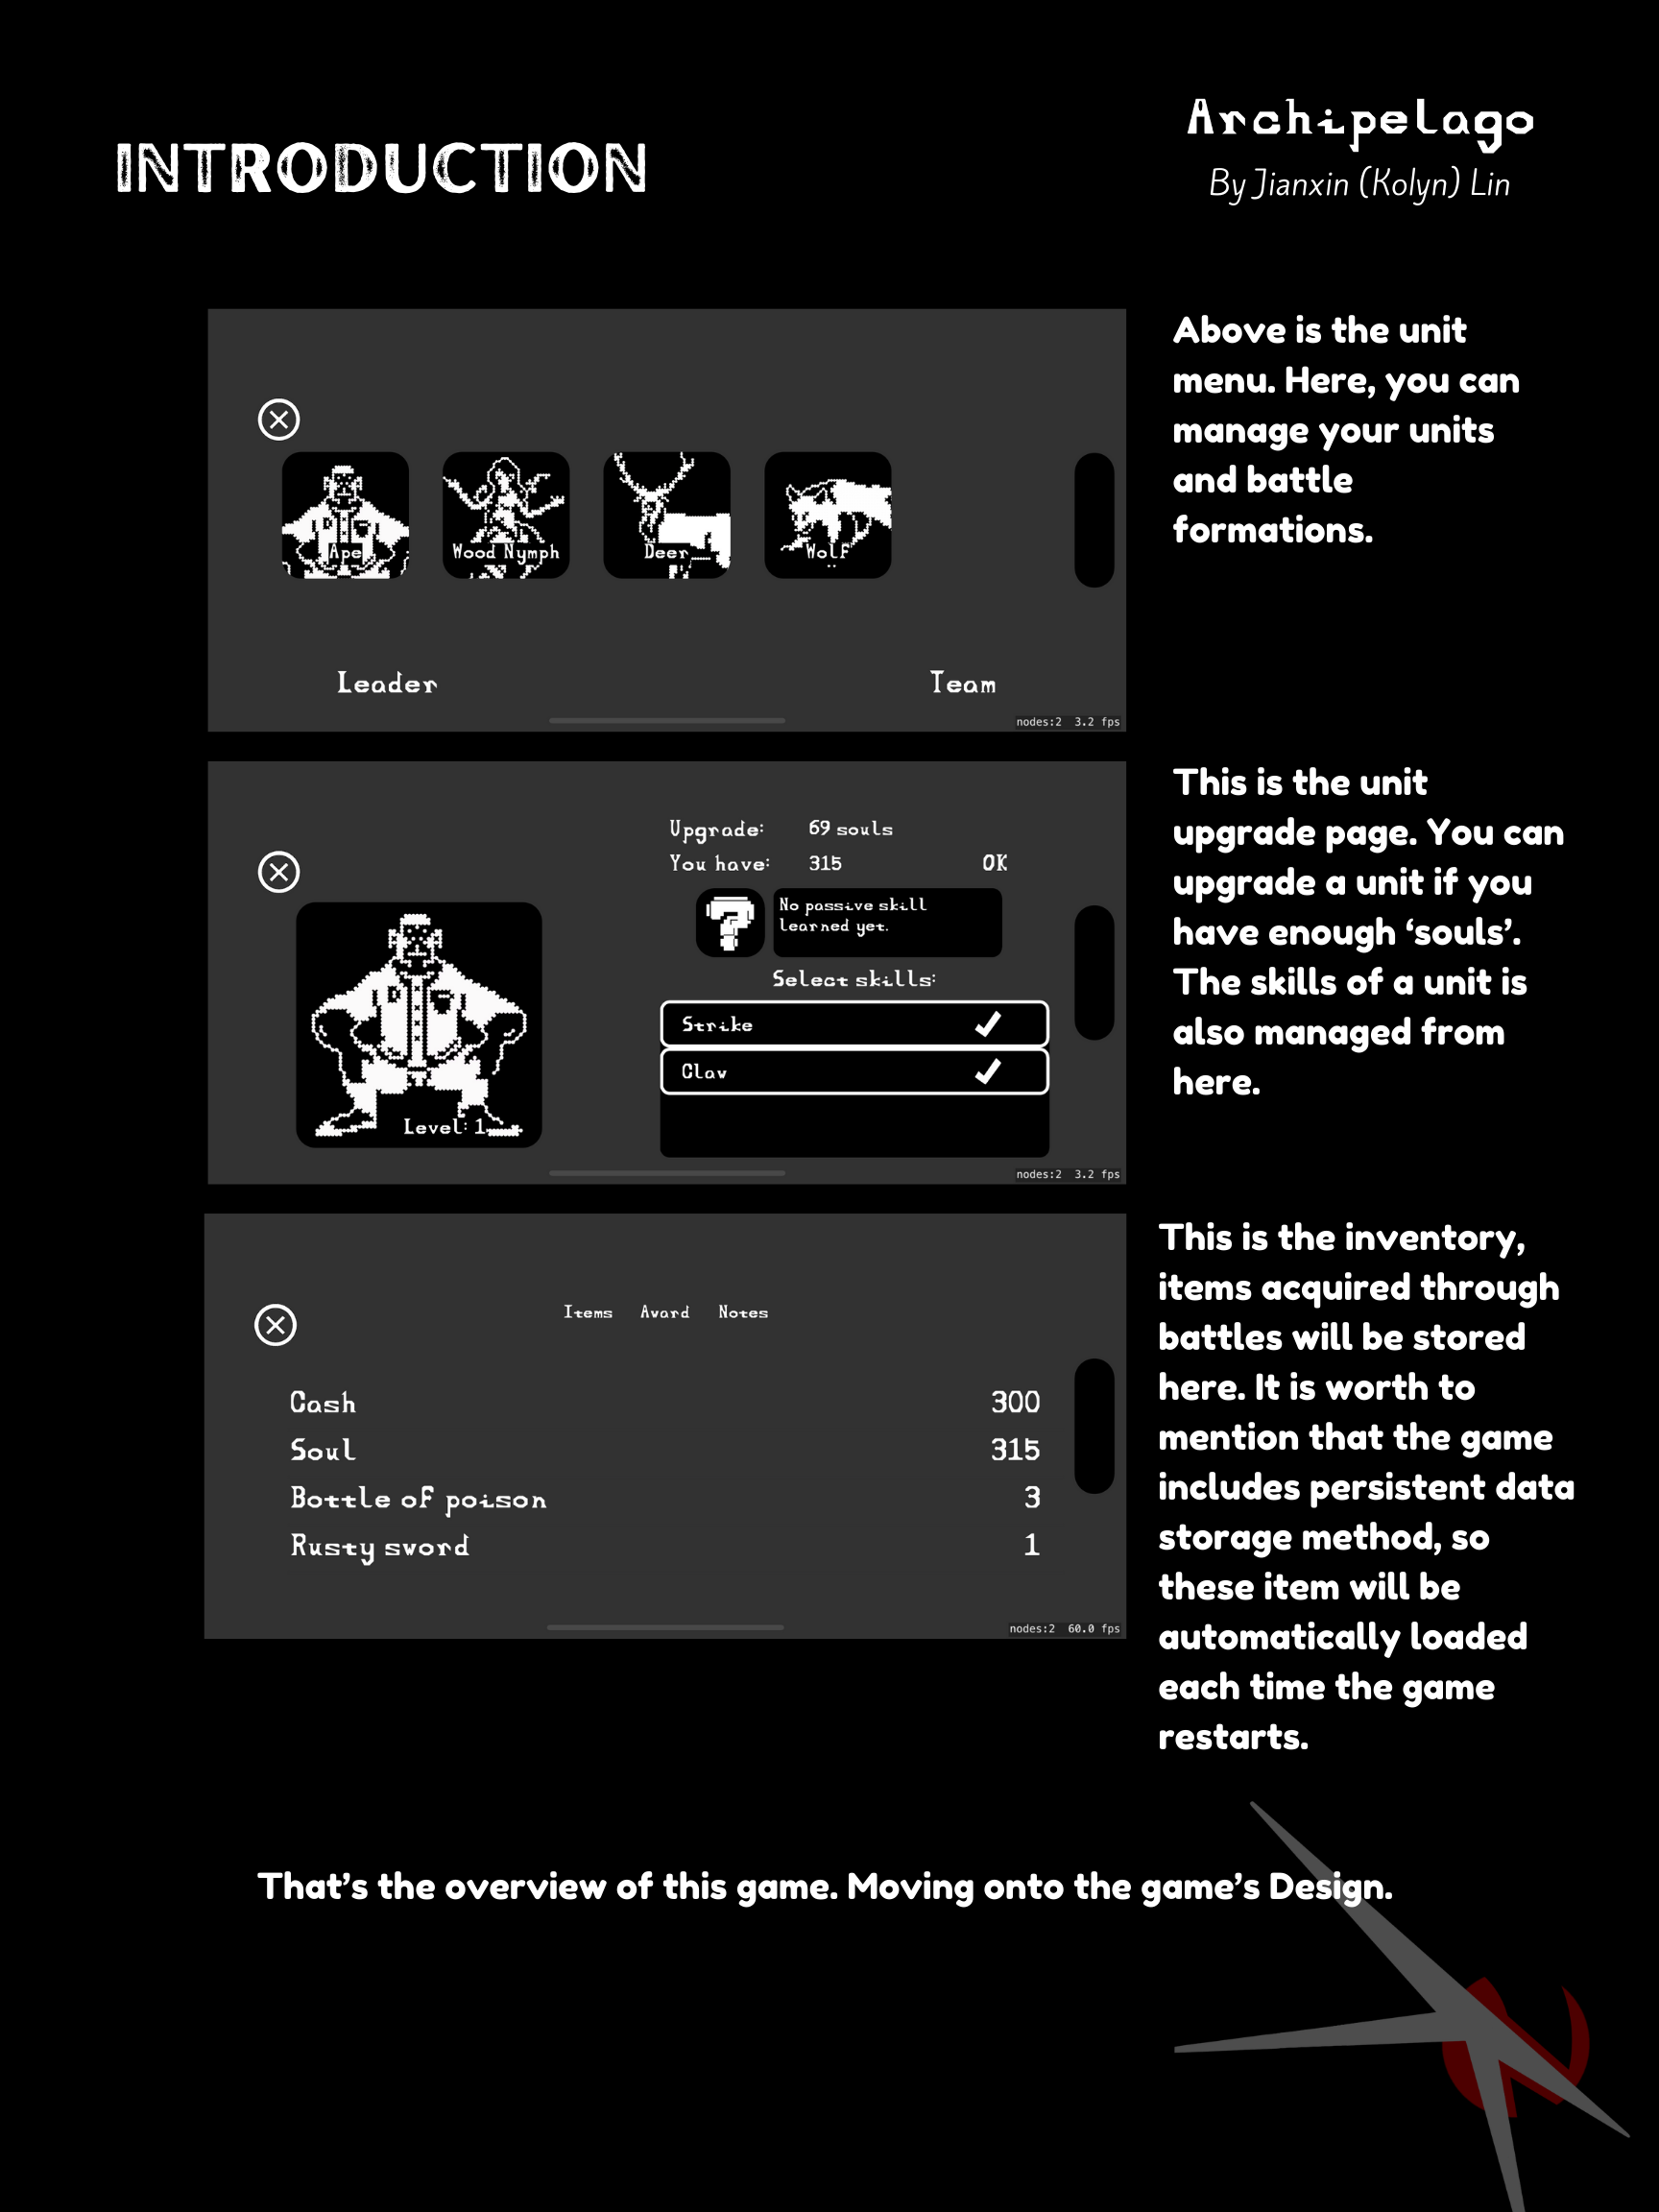 INTRODUCTION
Archipelago
By Jianxin (Kolyn) Lin
Ape
Wood Nymph
Deer
Wolf
Leader
Team
nodes:2 3.2 fps
Above is the unit
menu. Here, you can
manage your units
and battle
formations.
Upgrade: 69 souls
You have: 315 OK
?
No passive skill
learned yet.
Select skills:
Strike
Claw
Level: 1
nodes:2 3.2 fps
This is the unit
upgrade page. You can
upgrade a unit if you
have enough ‘souls’.
The skills of a unit is
also managed from
here.
Items Award Notes
Cash 300
Soul 315
Bottle of poison 3
Rusty sword 1
nodes:2 60.0 fps
This is the inventory,
items acquired through
battles will be stored
here. It is worth to
mention that the game
includes persistent data
storage method, so
these item will be
automatically loaded
each time the game
restarts.
That’s the overview of this game. Moving onto the game’s Design.